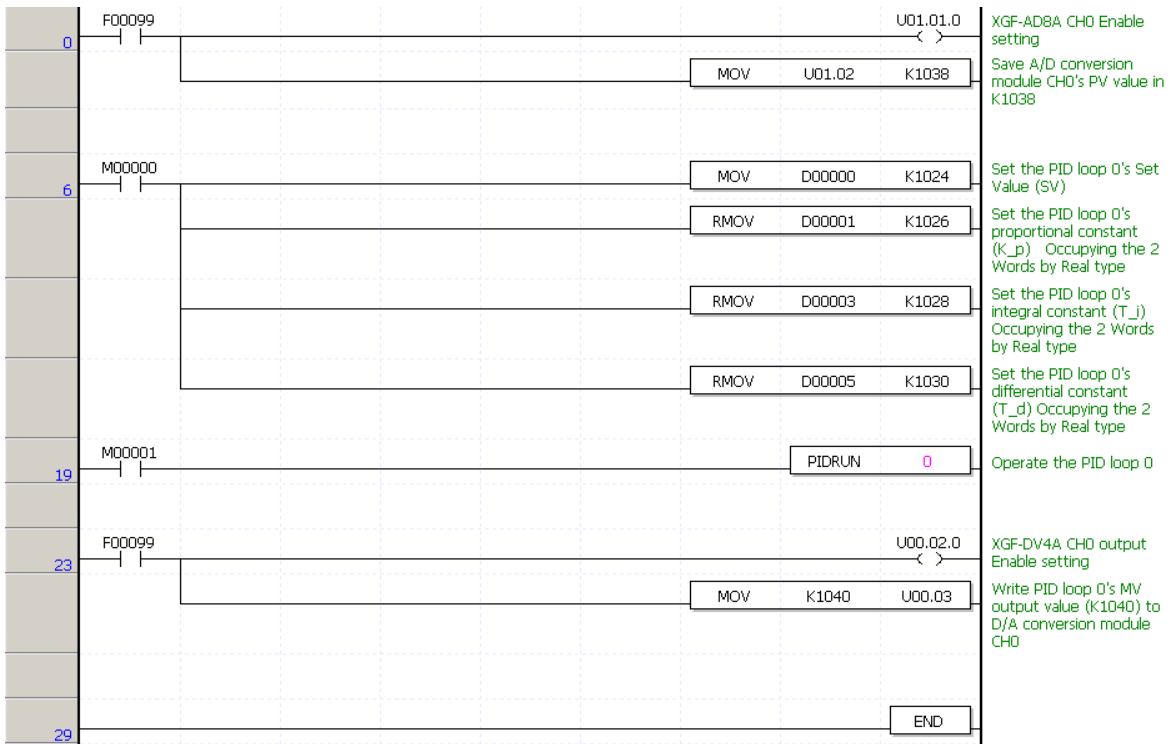 F00099 U01.01.0 XGF-AD8A CH0 Enable
0 setting
MOV U01.02 K1038 Save A/D conversion
module CH0's PV value in
K1038
M00000
6 MOV D00000 K1024 Set the PID loop 0's Set
Value (SV)
RMOV D00001 K1026 Set the PID loop 0's
proportional constant
(K_p) Occupying the 2
Words by Real type
RMOV D00003 K1028 Set the PID loop 0's
integral constant (T_i)
Occupying the 2 Words
by Real type
RMOV D00005 K1030 Set the PID loop 0's
differential constant
(T_d) Occupying the 2
Words by Real type
M00001
19 PIDRUN 0 Operate the PID loop 0
F00099 U00.02.0 XGF-DV4A CH0 output
23 Enable setting
MOV K1040 U00.03 Write PID loop 0's MV
output value (K1040) to
D/A conversion module
CH0
29 END